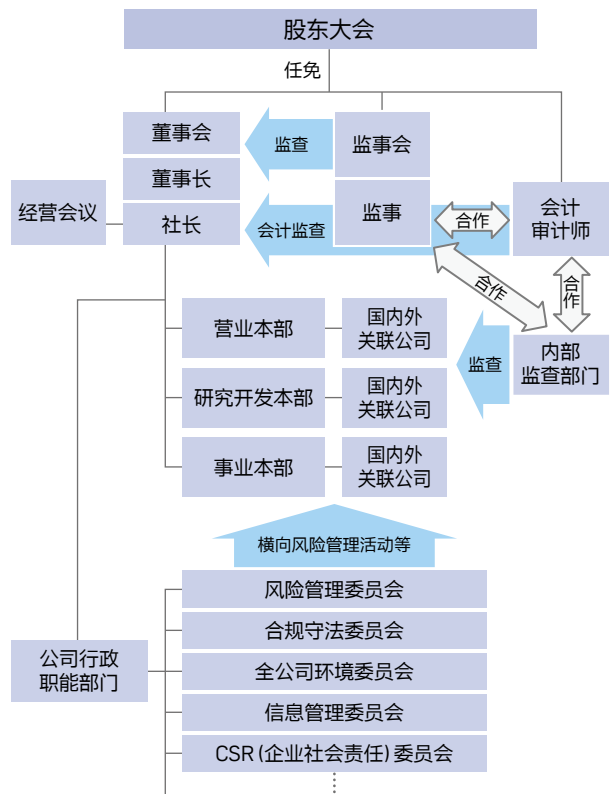 股东大会
任免
董事会
监查
监事会
董事长
经营会议
社长
会计监查
监事
合作
会计
审计师
合作
合作
营业本部
国内外
关联公司
监查
内部
监查部门
研究开发本部
国内外
关联公司
事业本部
国内外
关联公司
横向风险管理活动等
风险管理委员会
合规守法委员会
公司行政
职能部门
全公司环境委员会
信息管理委员会
CSR (企业社会责任) 委员会